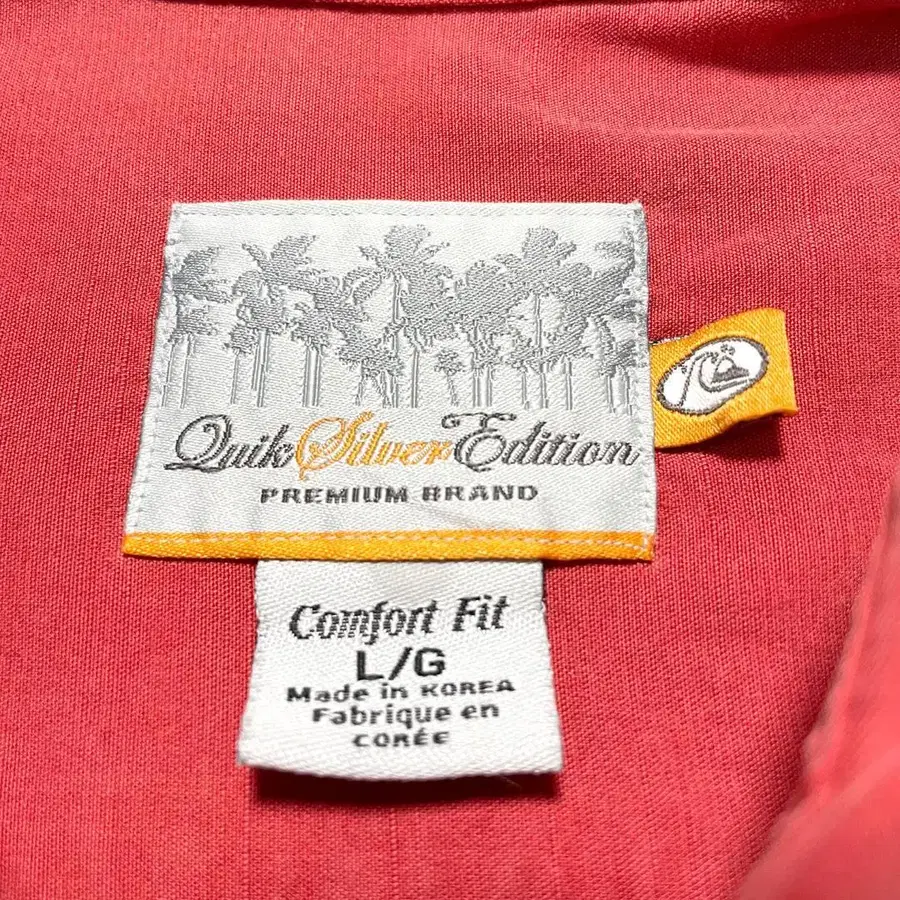 QuikSilverEdition
PREMIUM BRAND
Comfort Fit
L/G
Made in KOREA
Fabrique en
CORÉE